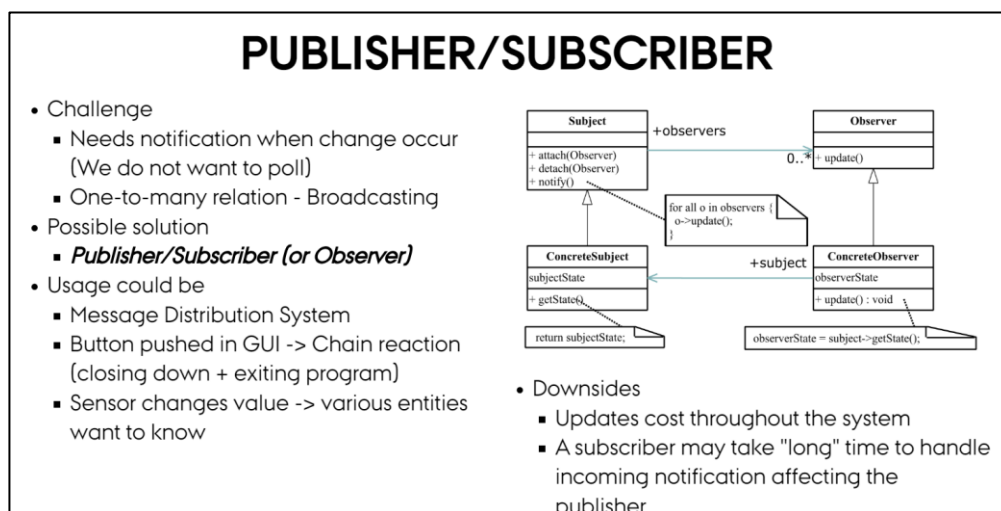 PUBLISHER/SUBSCRIBER
• Challenge
▪ Needs notification when change occur
(We do not want to poll)
▪ One-to-many relation - Broadcasting
• Possible solution
▪ Publisher/Subscriber (or Observer)
• Usage could be
▪ Message Distribution System
▪ Button pushed in GUI -> Chain reaction
(closing down + exiting program)
▪ Sensor changes value -> various entities
want to know
Subject
+ attach(Observer)
+ detach(Observer)
+ notify()
+observers
0..*
Observer
+ update()
for all o in observers {
o->update();
}
ConcreteSubject
subjectState
+ getState()
+subject
ConcreteObserver
observerState
+ update() : void
return subjectState;
observerState = subject->getState();
• Downsides
▪ Updates cost throughout the system
▪ A subscriber may take "long" time to handle
incoming notification affecting the
publisher